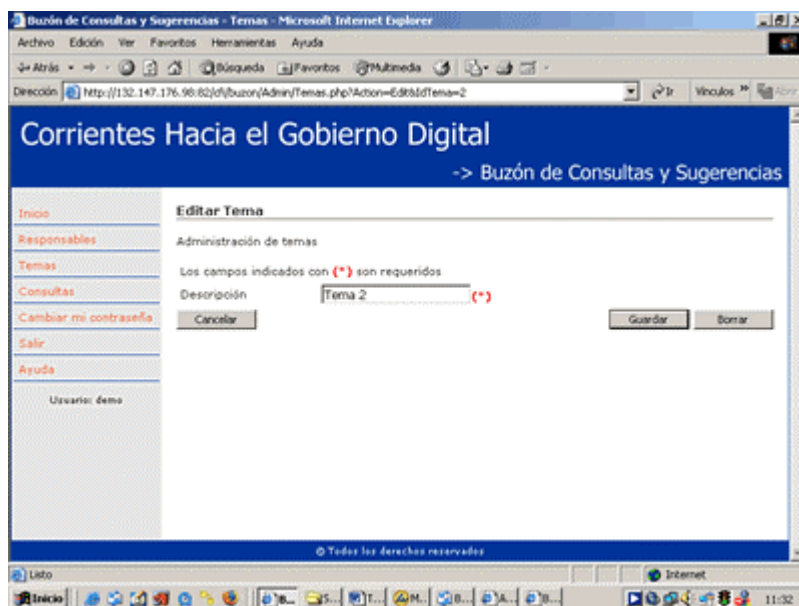 Buzón de Consultas y Sugerencias - Temas - Microsoft Internet Explorer
Archivo Edición Ver Favoritos Herramientas Ayuda
Atrás Búsqueda Favoritos Multimedia
Dirección http://132.147.176.98:82/cfi/buzon/Admin/Temas.php?Action=Edit&IdTema=2 Ir Vínculos »
Corrientes Hacia el Gobierno Digital
-> Buzón de Consultas y Sugerencias
Inicio
Responsables
Temas
Consultas
Cambiar mi contraseña
Salir
Ayuda
Usuario: demo
Editar Tema
Administración de temas
Los campos indicados con (*) son requeridos
Descripción Tema 2 (*)
Cancelar Guardar Borrar
© Todos los derechos reservados
Listo Internet
Inicio 11:32